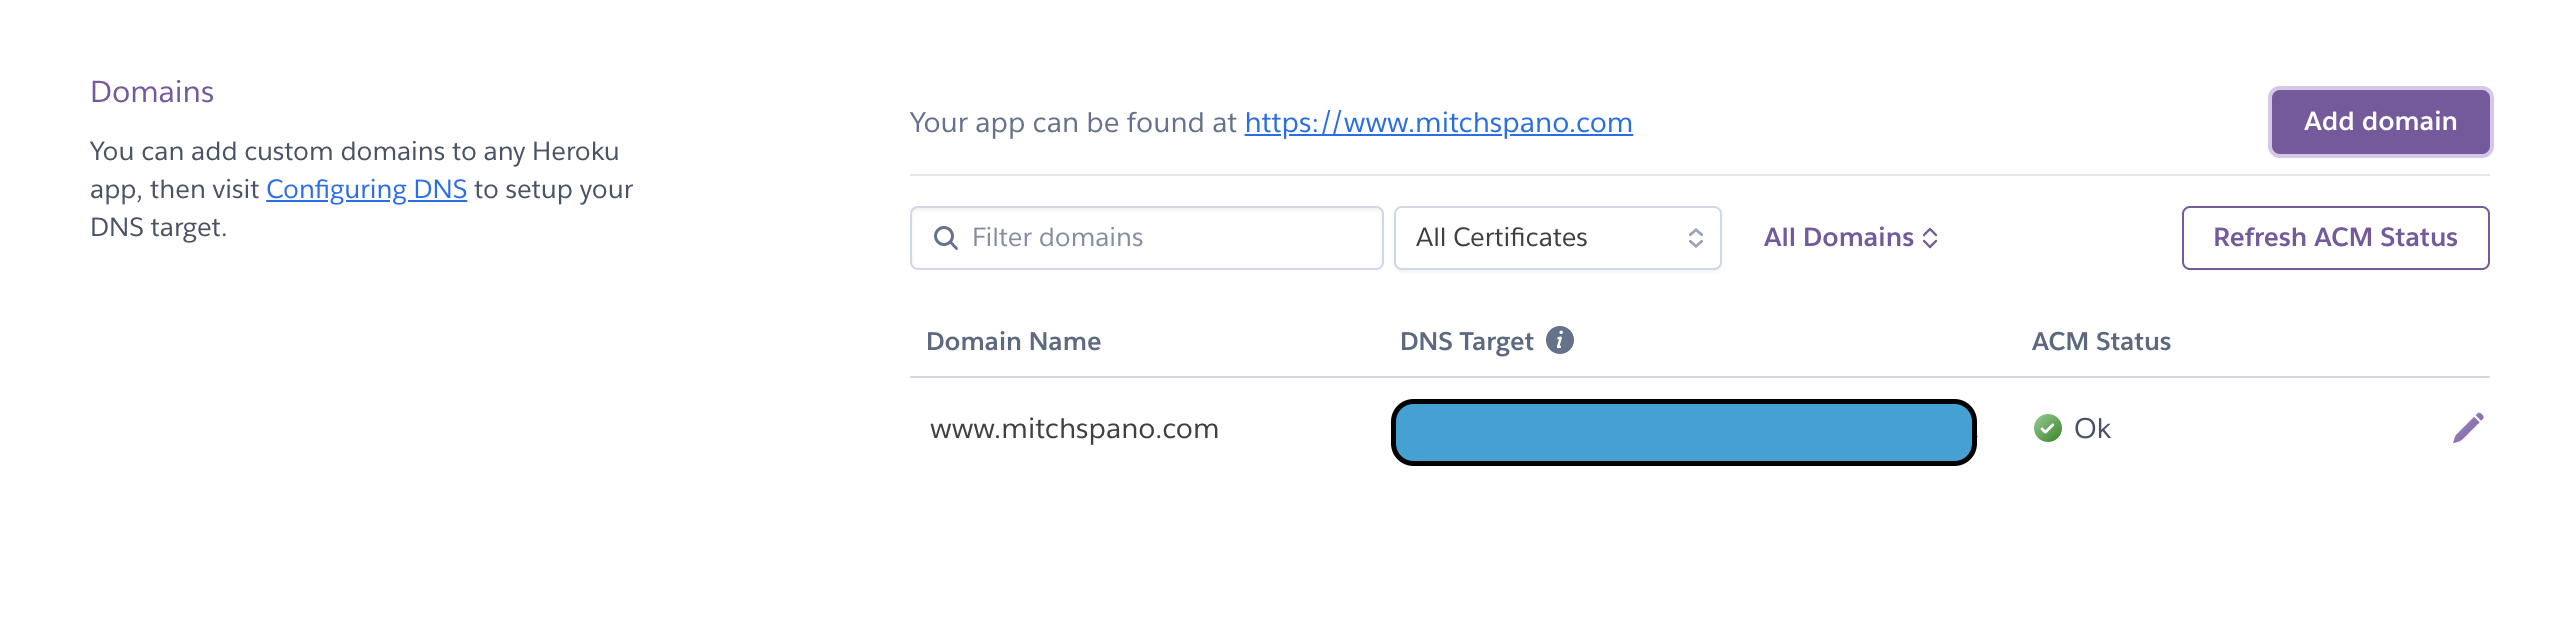 Domains
You can add custom domains to any Heroku
app, then visit Configuring DNS to setup your
DNS target.
Your app can be found at https://www.mitchspano.com
Add domain
Filter domains
All Certificates
All Domains
Refresh ACM Status
Domain Name
DNS Target i
ACM Status
www.mitchspano.com
Ok